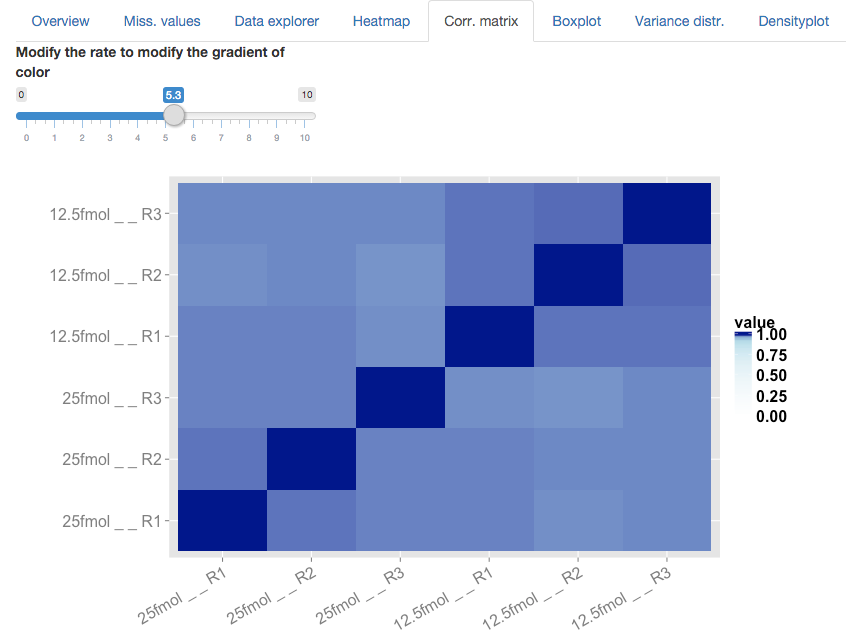 Overview Miss. values Data explorer Heatmap Corr. matrix Boxplot Variance distr. Densityplot
Modify the rate to modify the gradient of
color
0 5.3 10
0 1 2 3 4 5 6 7 8 9 10
12.5fmol _ _ R3
12.5fmol _ _ R2
12.5fmol _ _ R1
25fmol _ _ R3
25fmol _ _ R2
25fmol _ _ R1
value
1.00
0.75
0.50
0.25
0.00
25fmol _ _ R1 25fmol _ _ R2 25fmol _ _ R3 12.5fmol _ _ R1 12.5fmol _ _ R2 12.5fmol _ _ R3